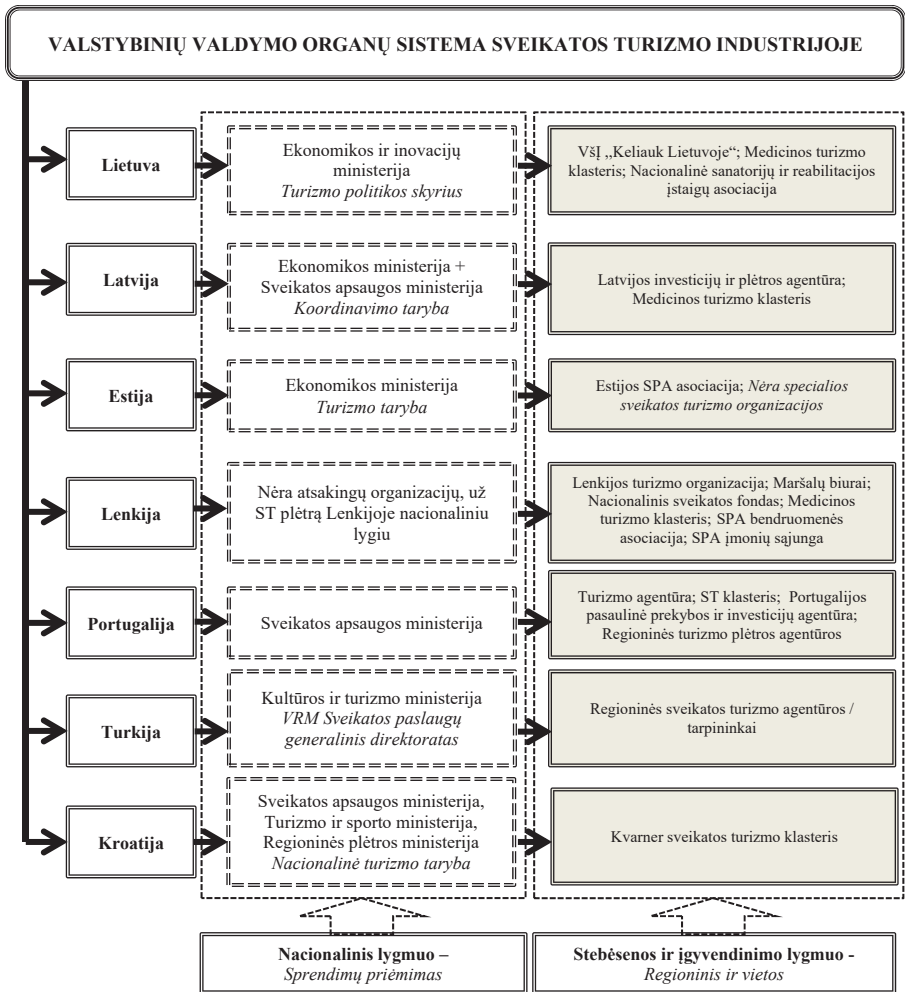 VALSTYBINIŲ VALDYMO ORGANŲ SISTEMA SVEIKATOS TURIZMO INDUSTRIJOJE
Lietuva
Ekonomikos ir inovacijų
ministerija
Turizmo politikos skyrius
VšĮ „Keliauk Lietuvoje“; Medicinos turizmo
klasteris; Nacionalinė sanatorijų ir reabilitacijos
įstaigų asociacija
Latvija
Ekonomikos ministerija +
Sveikatos apsaugos ministerija
Koordinavimo taryba
Latvijos investicijų ir plėtros agentūra;
Medicinos turizmo klasteris
Estija
Ekonomikos ministerija
Turizmo taryba
Estijos SPA asociacija; Nėra specialios
sveikatos turizmo organizacijos
Lenkija
Nėra atsakingų organizacijų, už
ST plėtrą Lenkijoje nacionaliniu
lygiu
Lenkijos turizmo organizacija; Maršalų biurai;
Nacionalinis sveikatos fondas; Medicinos
turizmo klasteris; SPA bendruomenės
asociacija; SPA įmonių sąjunga
Portugalija
Sveikatos apsaugos ministerija
Turizmo agentūra; ST klasteris; Portugalijos
pasaulinė prekybos ir investicijų agentūra;
Regioninės turizmo plėtros agentūros
Turkija
Kultūros ir turizmo ministerija
VRM Sveikatos paslaugų
generalinis direktoratas
Regioninės sveikatos turizmo agentūros /
tarpininkai
Kroatija
Sveikatos apsaugos ministerija,
Turizmo ir sporto ministerija,
Regioninės plėtros ministerija
Nacionalinė turizmo taryba
Kvarner sveikatos turizmo klasteris
Nacionalinis lygmuo –
Sprendimų priėmimas
Stebėsenos ir įgyvendinimo lygmuo -
Regioninis ir vietos